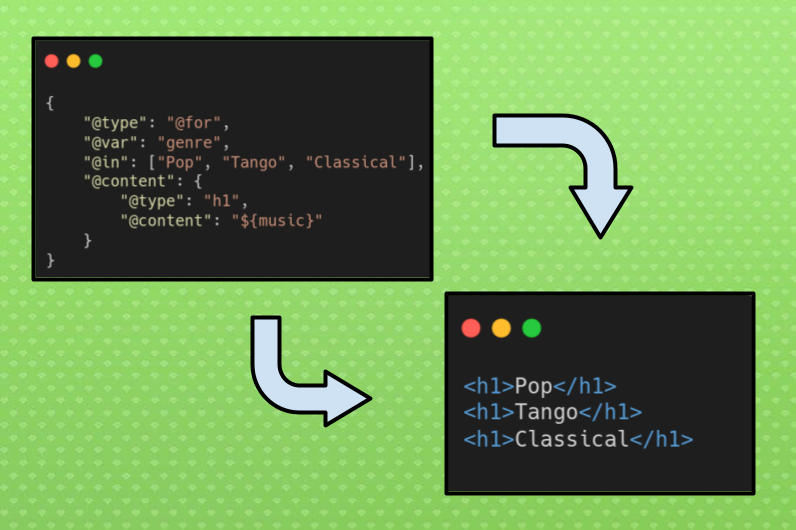 {
    "@type": "@for",
    "@var": "genre",
    "@in": ["Pop", "Tango", "Classical"],
    "@content": {
        "@type": "h1",
        "@content": "${music}"
    }
}
<h1>Pop</h1>
<h1>Tango</h1>
<h1>Classical</h1>